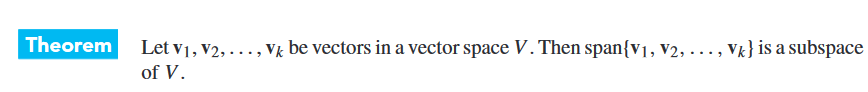 Theorem Let v₁, v₂, . . . , vₖ be vectors in a vector space V. Then span{v₁, v₂, . . . , vₖ} is a subspace
of V.